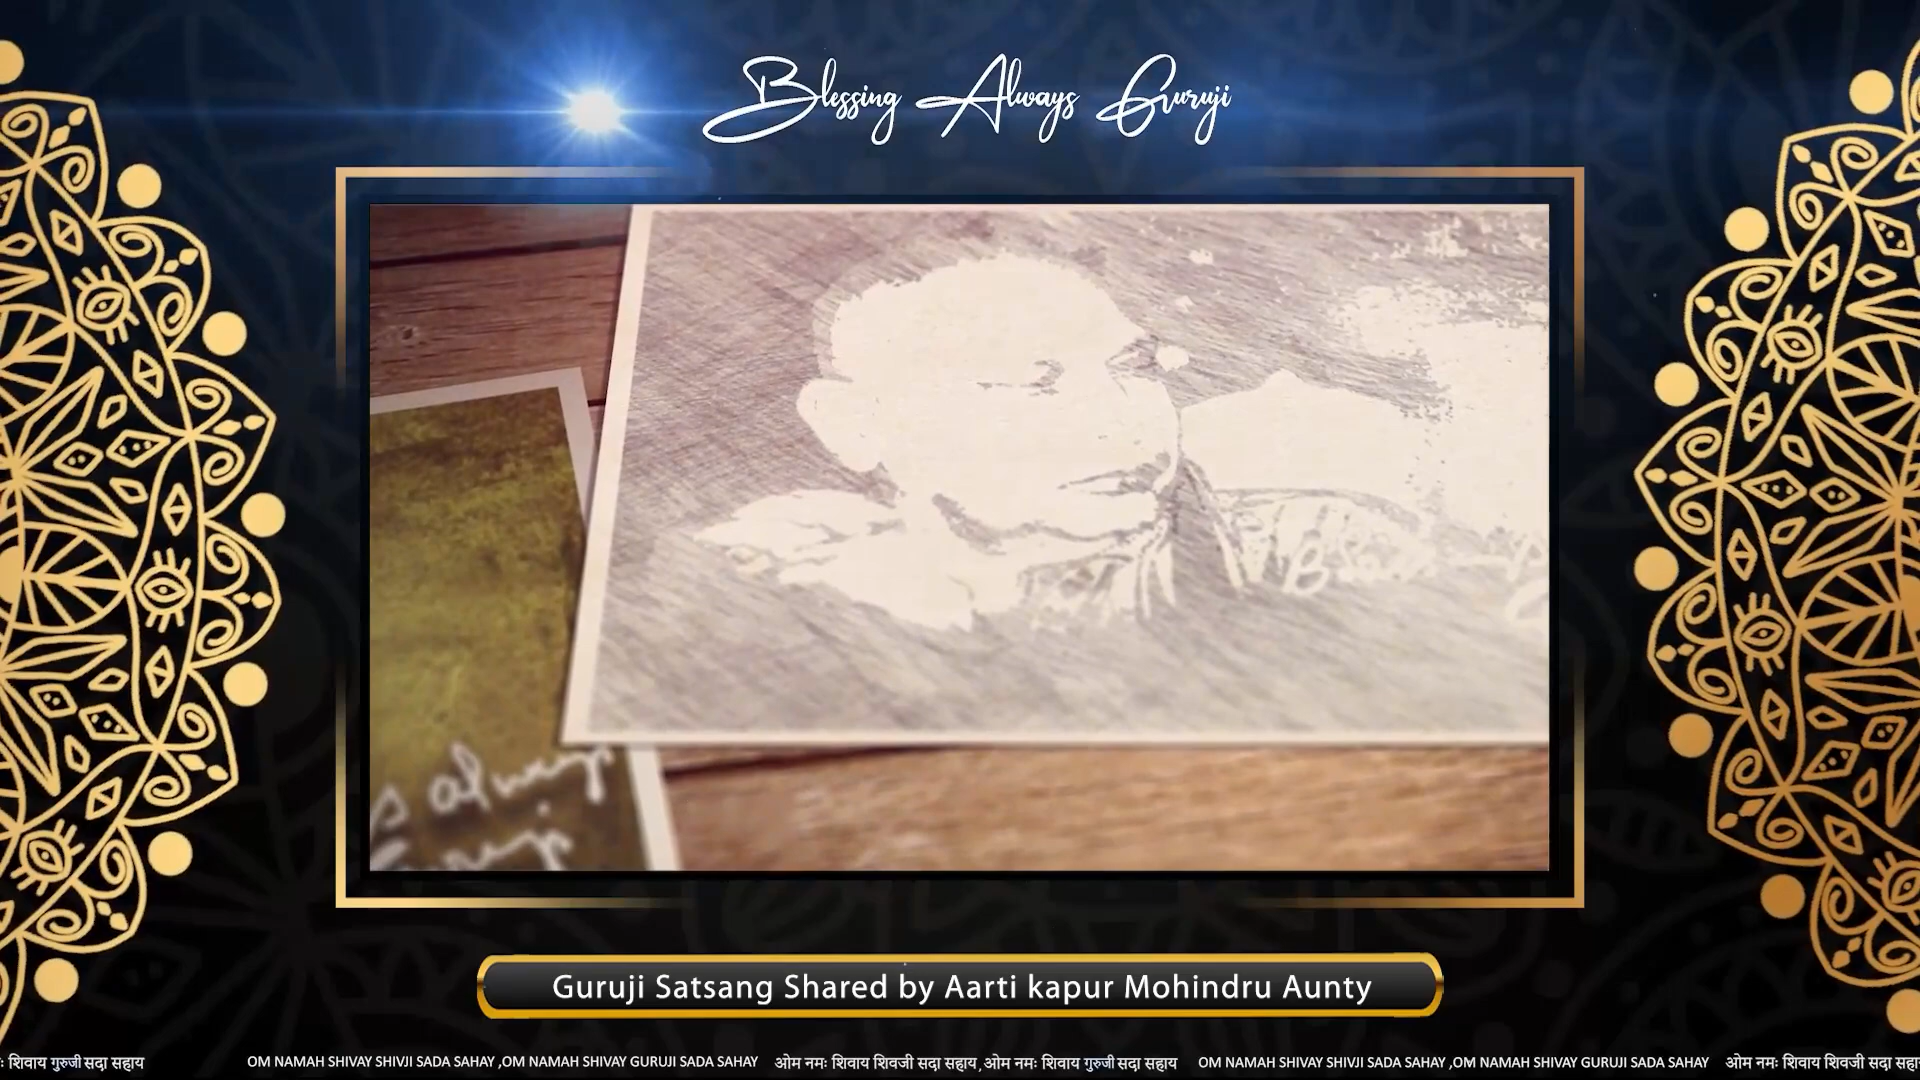 Blessing Always Guruji
s always
Guruji
Guruji Satsang Shared by Aarti kapur Mohindru Aunty
: शिवाय गुरुजी सदा सहाय OM NAMAH SHIVAY SHIVJI SADA SAHAY ,OM NAMAH SHIVAY GURUJI SADA SAHAY ओम नमः शिवाय शिवजी सदा सहाय ,ओम नमः शिवाय गुरुजी सदा सहाय OM NAMAH SHIVAY SHIVJI SADA SAHAY ,OM NAMAH SHIVAY GURUJI SADA SAHAY ओम नमः शिवाय शिवजी सदा